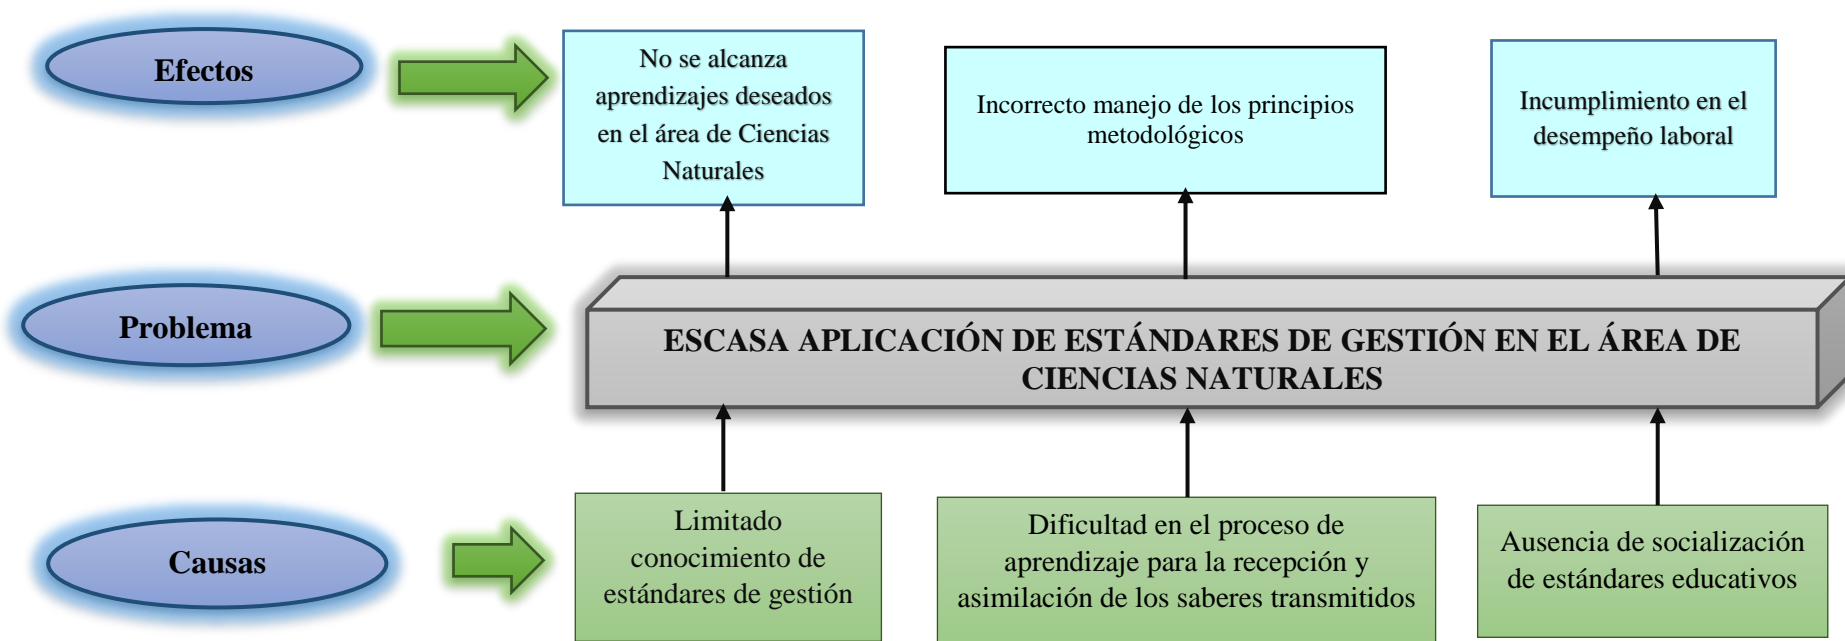 Efectos
No se alcanza
aprendizajes deseados
en el área de Ciencias
Naturales
Incorrecto manejo de los principios
metodológicos
Incumplimiento en el
desempeño laboral
Problema
ESCASA APLICACIÓN DE ESTÁNDARES DE GESTIÓN EN EL ÁREA DE
CIENCIAS NATURALES
Causas
Limitado
conocimiento de
estándares de gestión
Dificultad en el proceso de
aprendizaje para la recepción y
asimilación de los saberes transmitidos
Ausencia de socialización
de estándares educativos